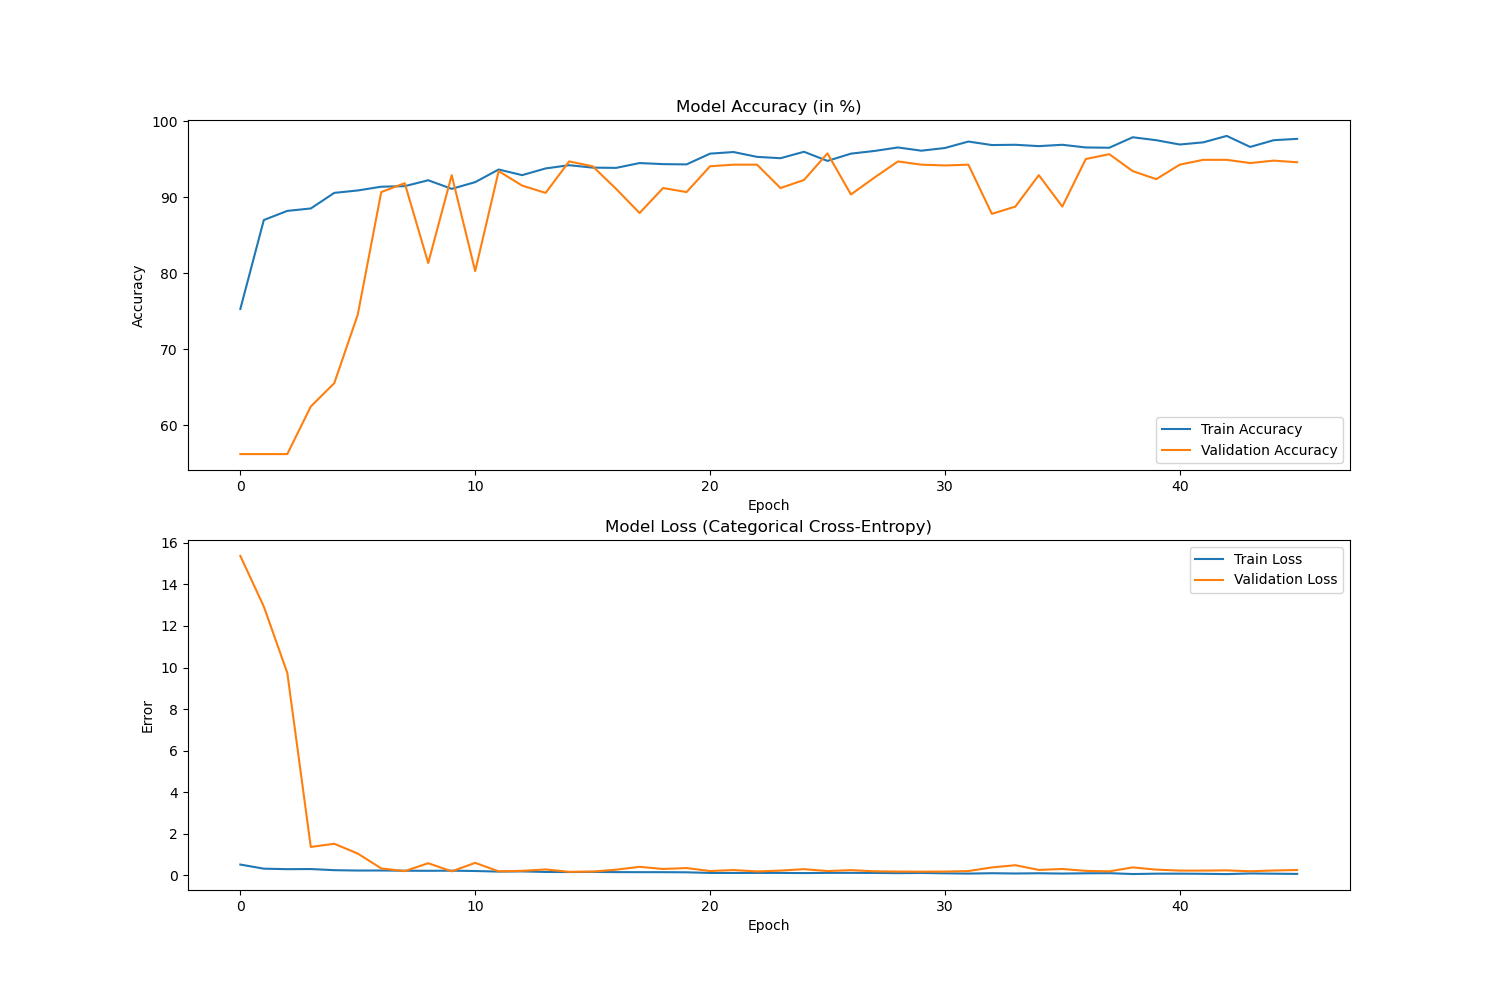 Model Accuracy (in %)
100
90
80
70
60
Accuracy
Train Accuracy
Validation Accuracy
0 10 20 30 40
Epoch
Model Loss (Categorical Cross-Entropy)
16
14
12
10
8
6
4
2
0
Error
Train Loss
Validation Loss
0 10 20 30 40
Epoch